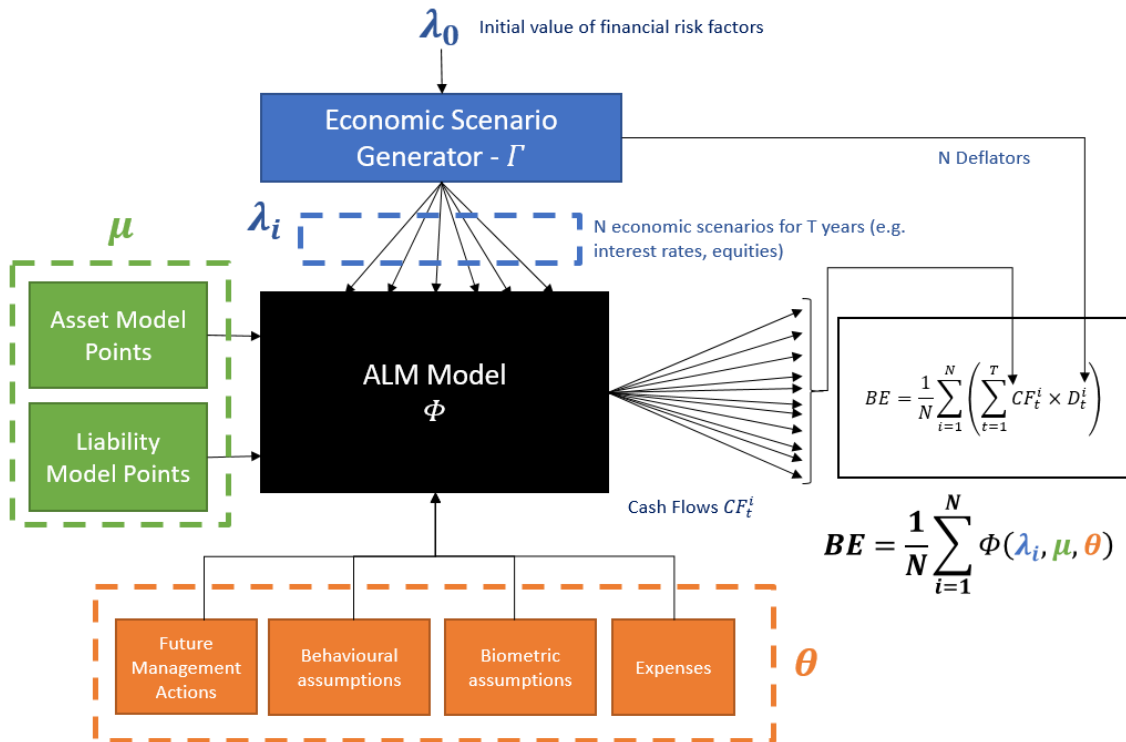 λ₀ Initial value of financial risk factors
Economic Scenario
Generator - Γ
N Deflators
λᵢ
N economic scenarios for T years (e.g.
interest rates, equities)
μ
Asset Model
Points
Liability
Model Points
ALM Model
Φ
BE = 1/N ∑_{i=1}^{N} (∑_{t=1}^{T} CF_t^i × D_t^i)
Cash Flows CF_t^i
BE = 1/N ∑_{i=1}^{N} Φ(λᵢ, μ, θ)
Future
Management
Actions
Behavioural
assumptions
Biometric
assumptions
Expenses
θ